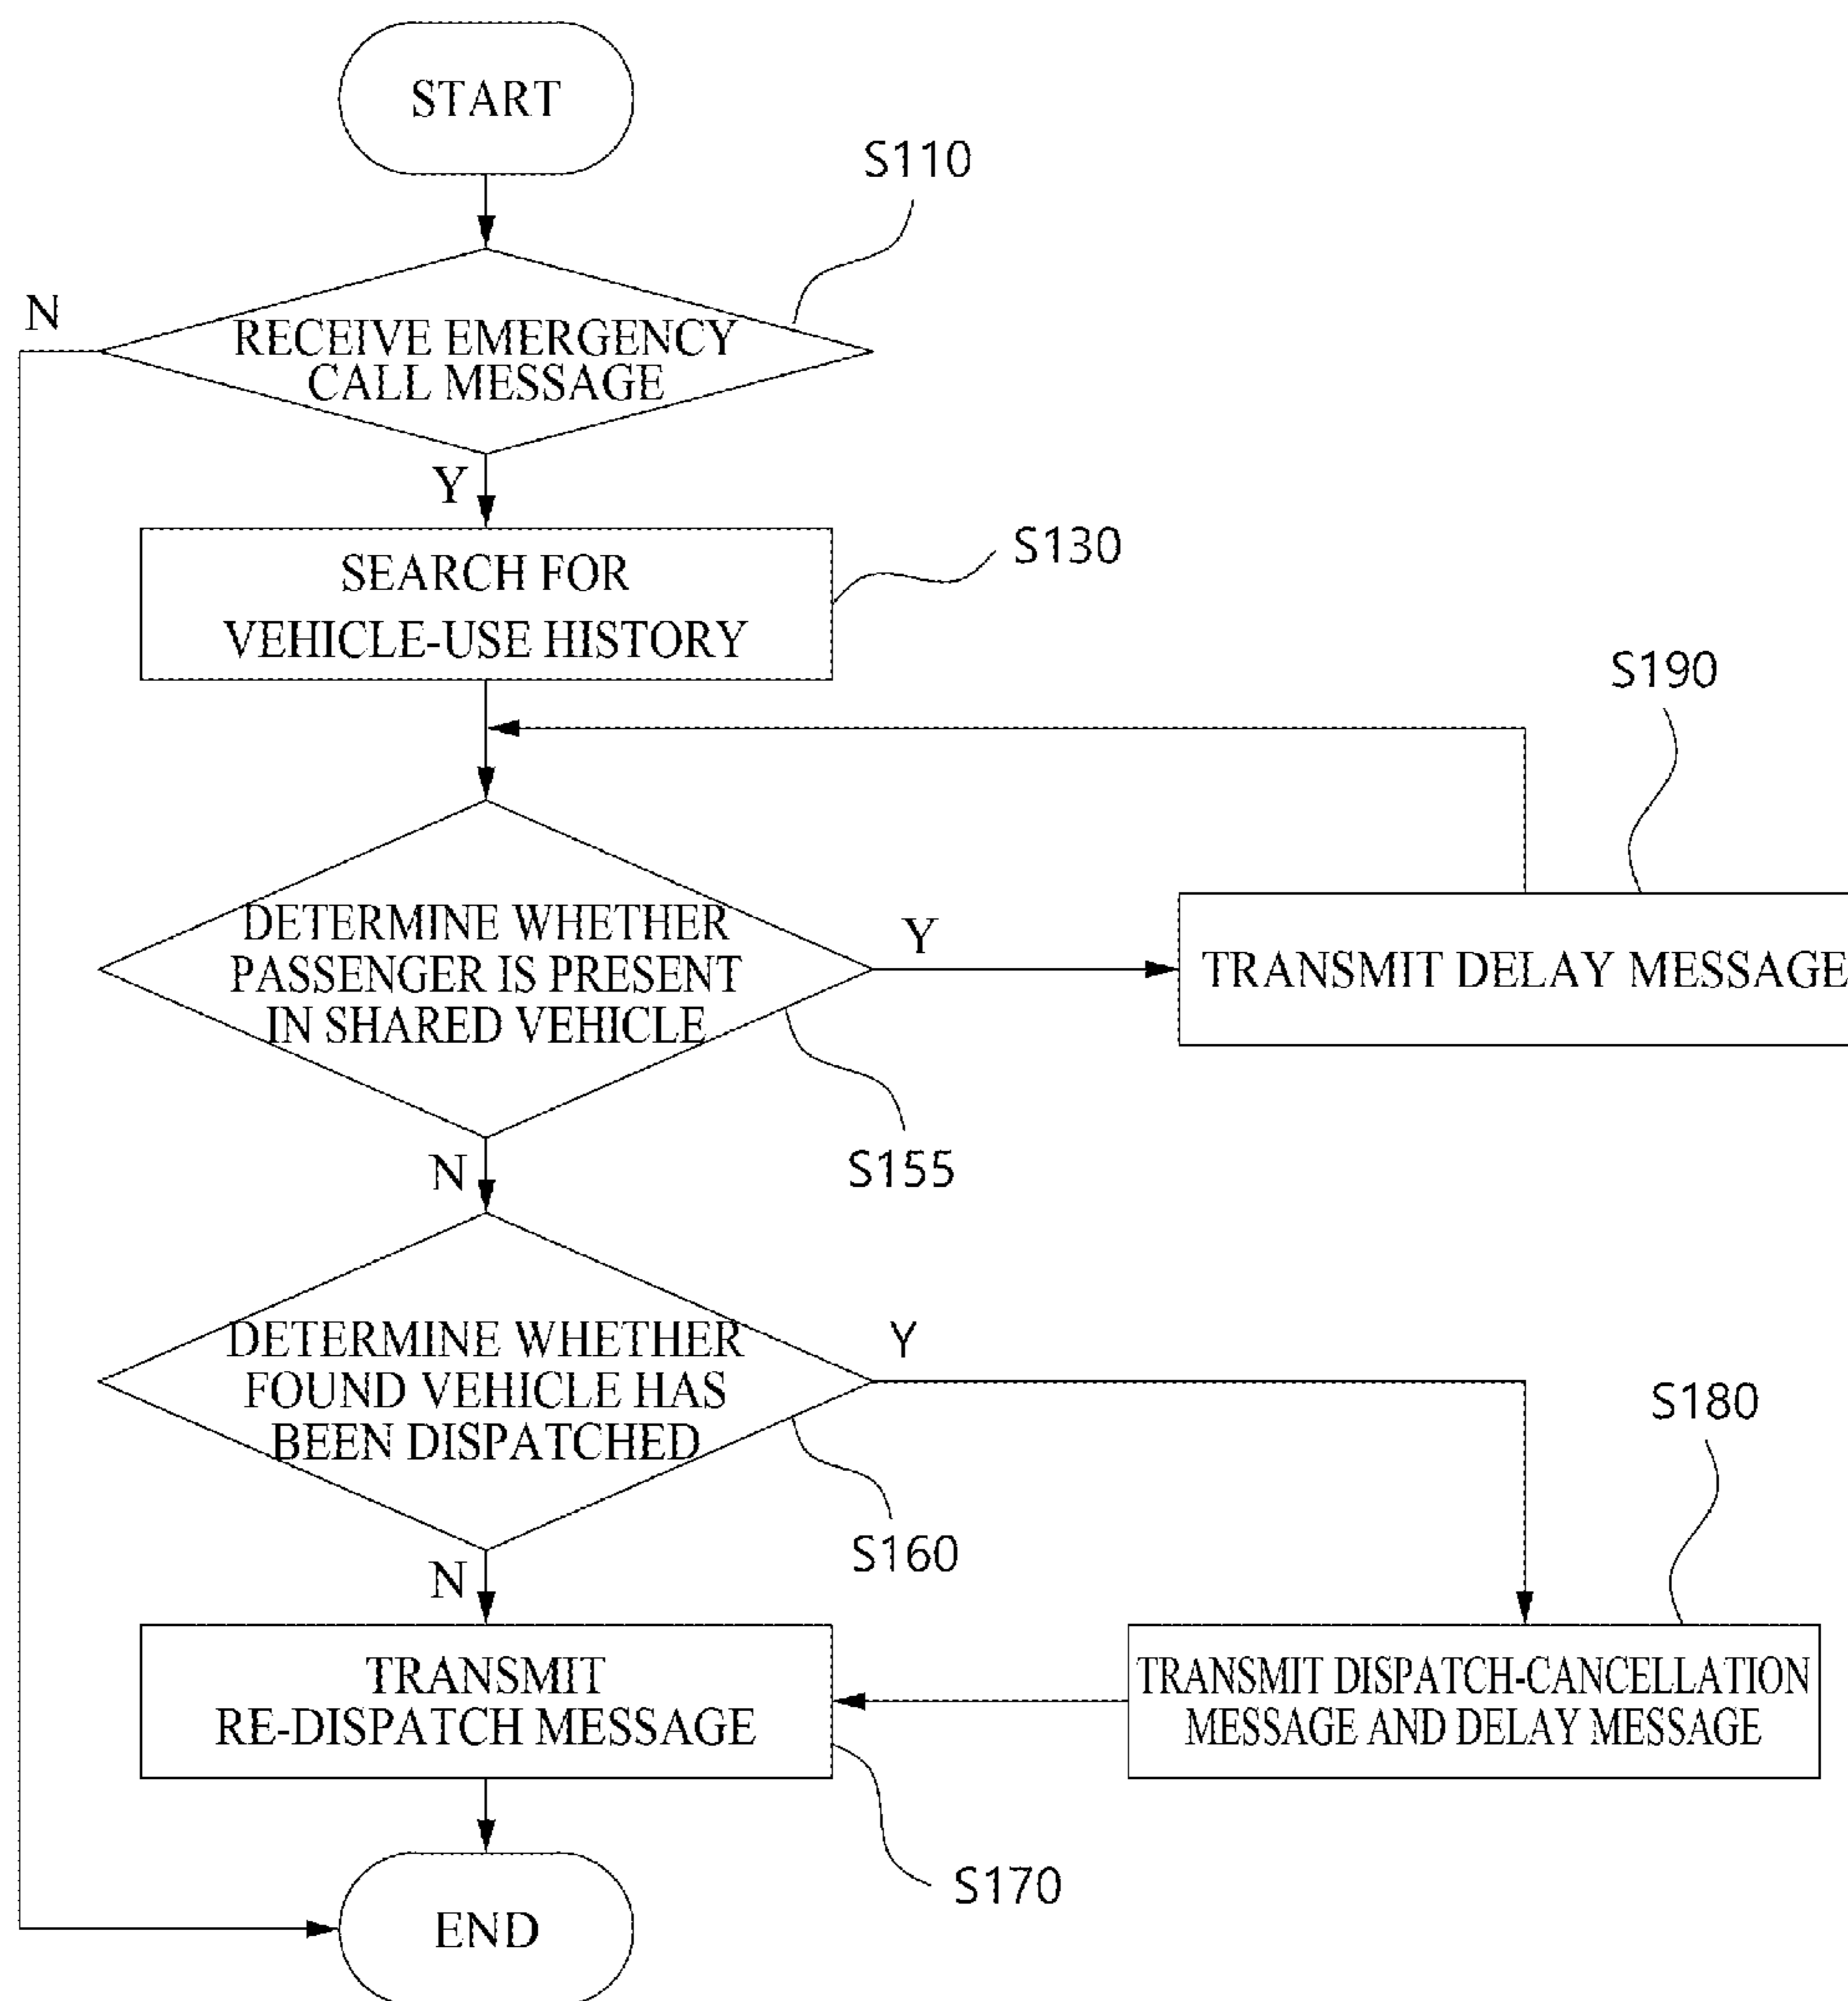 START
S110
N
RECEIVE EMERGENCY
CALL MESSAGE
Y
SEARCH FOR
VEHICLE-USE HISTORY
S130
S190
DETERMINE WHETHER
PASSENGER IS PRESENT
IN SHARED VEHICLE
Y
TRANSMIT DELAY MESSAGE
S155
N
DETERMINE WHETHER
FOUND VEHICLE HAS
BEEN DISPATCHED
Y
S180
S160
N
TRANSMIT
RE-DISPATCH MESSAGE
TRANSMIT DISPATCH-CANCELLATION
MESSAGE AND DELAY MESSAGE
S170
END